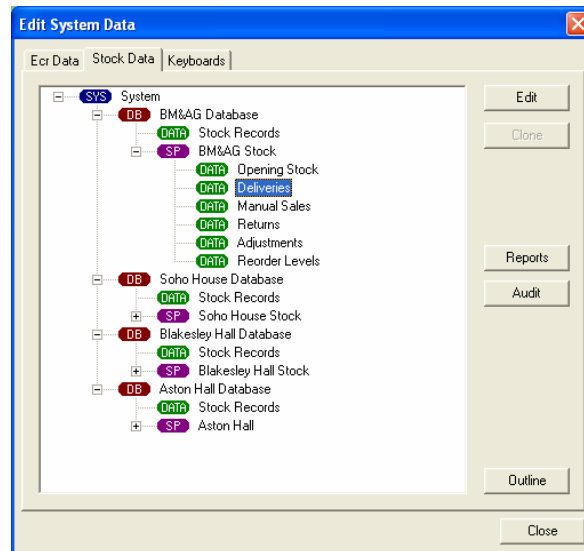 Edit System Data
Ecr Data Stock Data Keyboards
SYS System
DB BM&AG Database
DATA Stock Records
SP BM&AG Stock
DATA Opening Stock
DATA Deliveries
DATA Manual Sales
DATA Returns
DATA Adjustments
DATA Reorder Levels
DB Soho House Database
DATA Stock Records
SP Soho House Stock
DB Blakesley Hall Database
DATA Stock Records
SP Blakesley Hall Stock
DB Aston Hall Database
DATA Stock Records
SP Aston Hall
Edit
Clone
Reports
Audit
Outline
Close